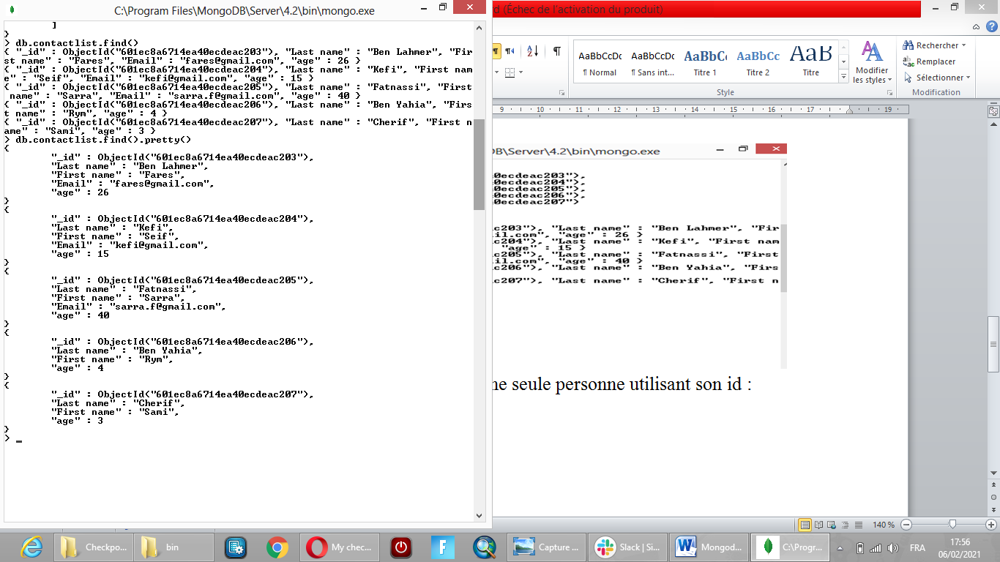 C:\Program Files\MongoDB\Server\4.2\bin\mongo.exe
]
}
> db.contactlist.find()
{ "_id" : ObjectId("601ec8a6714ea40ecdeac203"), "Last name" : "Ben Lahmer", "Fir
st name" : "Fares", "Email" : "fares@gmail.com", "age" : 26 }
{ "_id" : ObjectId("601ec8a6714ea40ecdeac204"), "Last name" : "Kefi", "First nam
e" : "Seif", "Email" : "kefi@gmail.com", "age" : 15 }
{ "_id" : ObjectId("601ec8a6714ea40ecdeac205"), "Last name" : "Fatnassi", "First
 name" : "Sarra", "Email" : "sarra.f@gmail.com", "age" : 40 }
{ "_id" : ObjectId("601ec8a6714ea40ecdeac206"), "Last name" : "Ben Yahia", "Firs
t name" : "Rym", "age" : 4 }
{ "_id" : ObjectId("601ec8a6714ea40ecdeac207"), "Last name" : "Cherif", "First n
ame" : "Sami", "age" : 3 }
> db.contactlist.find().pretty()
{
"_id" : ObjectId("601ec8a6714ea40ecdeac203"),
"Last name" : "Ben Lahmer",
"First name" : "Fares",
"Email" : "fares@gmail.com",
"age" : 26
}
{
"_id" : ObjectId("601ec8a6714ea40ecdeac204"),
"Last name" : "Kefi",
"First name" : "Seif",
"Email" : "kefi@gmail.com",
"age" : 15
}
{
"_id" : ObjectId("601ec8a6714ea40ecdeac205"),
"Last name" : "Fatnassi",
"First name" : "Sarra",
"Email" : "sarra.f@gmail.com",
"age" : 40
}
{
"_id" : ObjectId("601ec8a6714ea40ecdeac206"),
"Last name" : "Ben Yahia",
"First name" : "Rym",
"age" : 4
}
{
"_id" : ObjectId("601ec8a6714ea40ecdeac207"),
"Last name" : "Cherif",
"First name" : "Sami",
"age" : 3
}
> _
d (Échec de l'activation du produit)
AaBbCcDc AaBbCcDc AaBbC AaBbCc AaB
¶ Normal ¶ Sans int... Titre 1 Titre 2 Titre
Modifier les styles
Rechercher
Remplacer
Sélectionner
Style Modification
9 10 11 12 13 14 15 16 17 19
DB\Server\4.2\bin\mongo.exe
0ecdeac203"),
0ecdeac204"),
0ecdeac205"),
0ecdeac206"),
0ecdeac207")
ac203"), "Last name" : "Ben Lahmer", "Fir
ail.com", "age" : 26 }
ac204"), "Last name" : "Kefi", "First nam
"age" : 15 }
ac205"), "Last name" : "Fatnassi", "First
ail.com", "age" : 40 }
ac206"), "Last name" : "Ben Yahia", "Firs
ac207"), "Last name" : "Cherif", "First n
ne seule personne utilisant son id :
140 %
Checkpo... bin My chec... Capture ... Slack | Si... Mongod... C:\Progr... FRA
17:56
06/02/2021